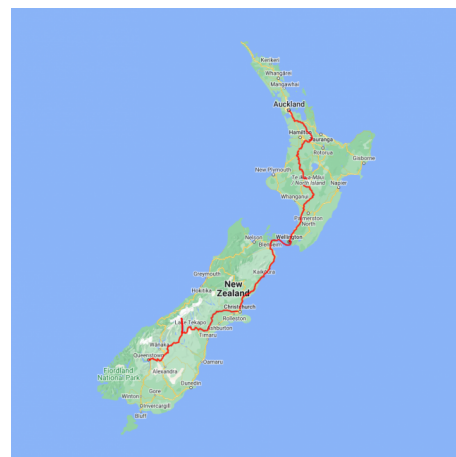 Kerikeri
Whangārei
Mangawhai
Auckland
Hamilton
Tauranga
Rotorua
Gisborne
New Plymouth
North Island
Napier
Whanganui
Palmerston
North
Nelson
Wellington
Blenheim
Kaikōura
Greymouth
Hokitika
New
Zealand
Christchurch
Rolleston
Lake Tekapo
Ashburton
Timaru
Wānaka
Queenstown
Oamaru
Fiordland
National Park
Alexandra
Dunedin
Gore
Winton
Invercargill
Bluff